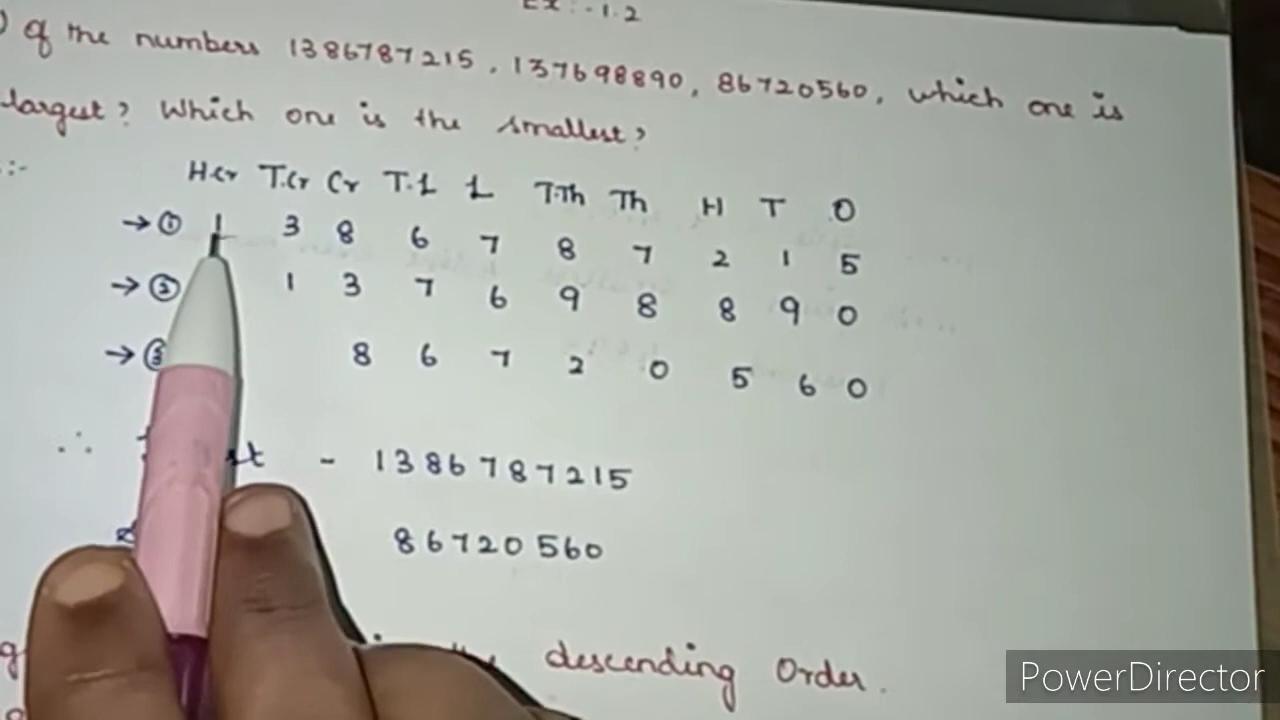 Ex:-1.2
) Of the numbers 1386787215, 137698890, 86720560, which one is
largest? Which one is the smallest?
:- H.Cr T.Cr Cr T.L L T.Th Th H T O
→① 1 3 8 6 7 8 7 2 1 5
→② 1 3 7 6 9 8 8 9 0
→③ 8 6 7 2 0 5 6 0
∴ - 1386787215
86720560
descending Order.
PowerDirector